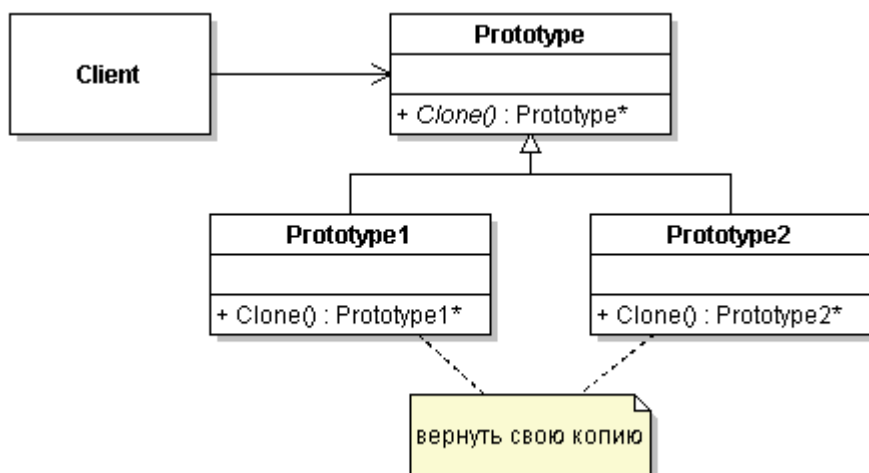 Client
Prototype
+ Clone() : Prototype*
Prototype1
+ Clone() : Prototype1*
Prototype2
+ Clone() : Prototype2*
вернуть свою копию